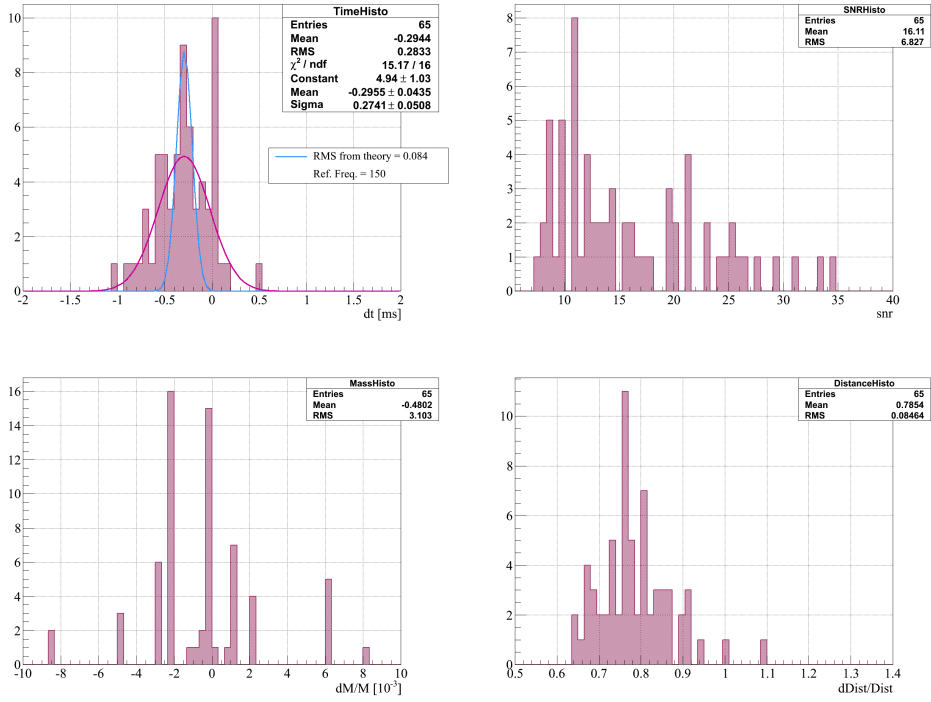 TimeHisto
Entries 65
Mean -0.2944
RMS 0.2833
χ² / ndf 15.17 / 16
Constant 4.94 ± 1.03
Mean -0.2955 ± 0.0435
Sigma 0.2741 ± 0.0508
RMS from theory = 0.084
Ref. Freq. = 150
10
8
6
4
2
0
-2 -1.5 -1 -0.5 0 0.5 1 1.5 2
dt [ms]
SNRHisto
Entries 65
Mean 16.11
RMS 6.827
8
7
6
5
4
3
2
1
0
10 15 20 25 30 35 40
snr
MassHisto
Entries 65
Mean -0.4802
RMS 3.103
16
14
12
10
8
6
4
2
0
-10 -8 -6 -4 -2 0 2 4 6 8 10
dM/M [10⁻³]
DistanceHisto
Entries 65
Mean 0.7854
RMS 0.08464
10
8
6
4
2
0
0.5 0.6 0.7 0.8 0.9 1 1.1 1.2 1.3 1.4
dDist/Dist